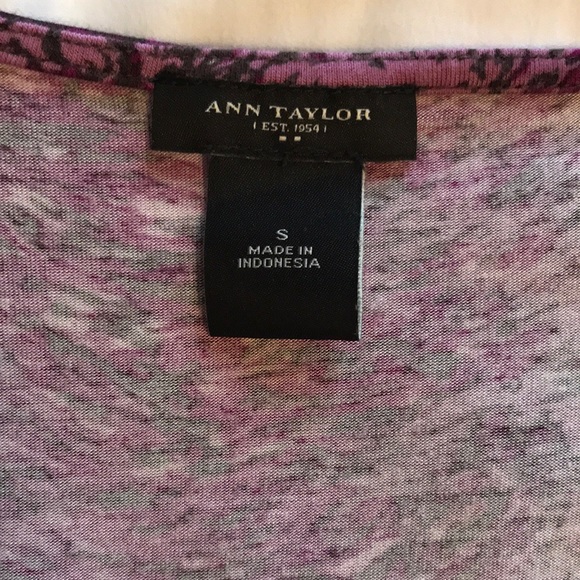 ANN TAYLOR
| EST. 1954 |
S
MADE IN
INDONESIA